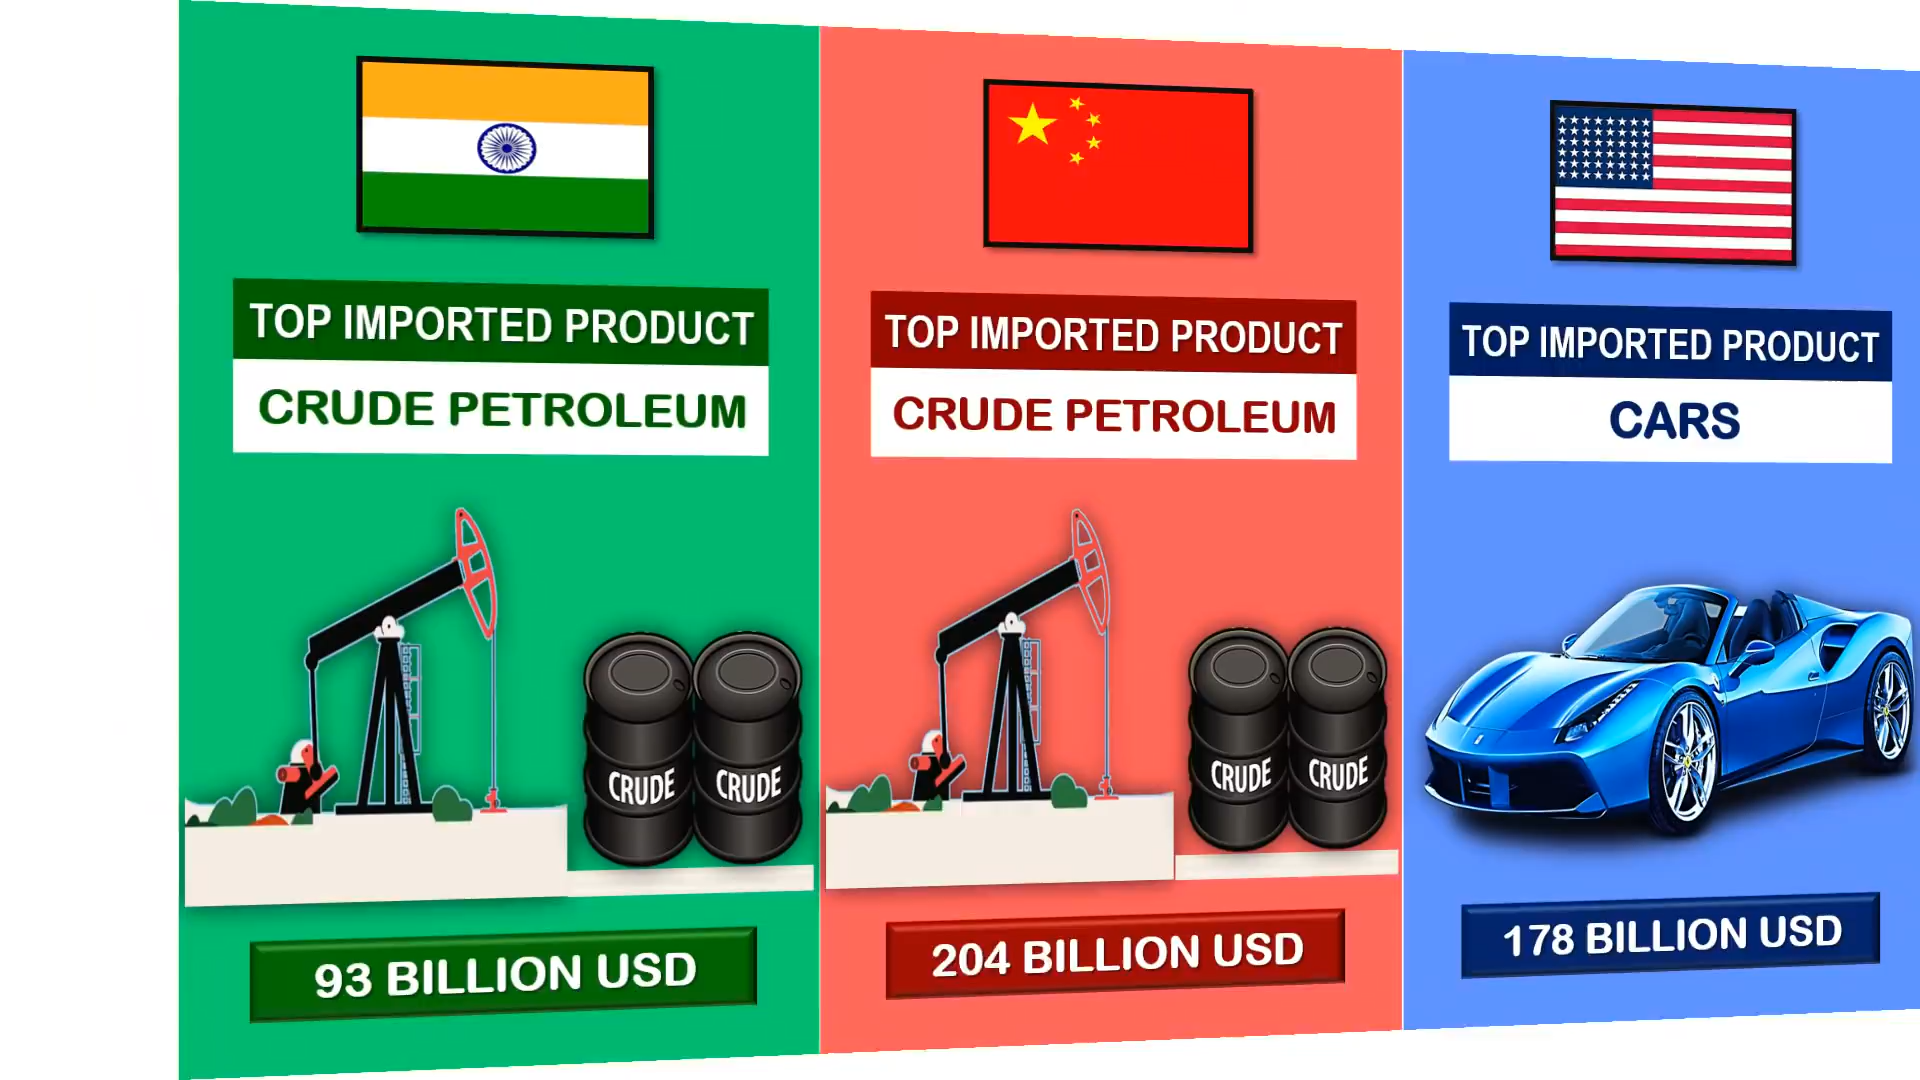 TOP IMPORTED PRODUCT
CRUDE PETROLEUM
CRUDE
CRUDE
93 BILLION USD
TOP IMPORTED PRODUCT
CRUDE PETROLEUM
CRUDE
CRUDE
204 BILLION USD
TOP IMPORTED PRODUCT
CARS
178 BILLION USD